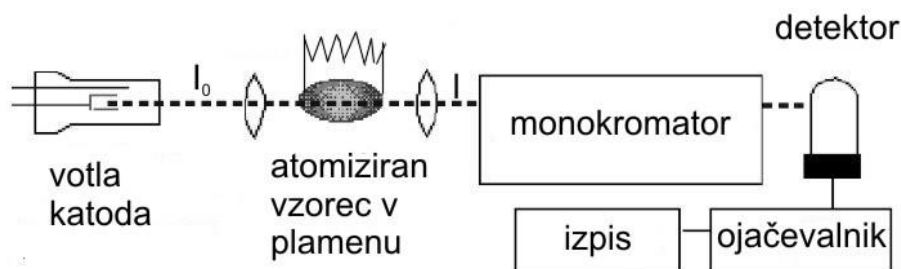 detektor
I₀
I
monokromator
votla
katoda
atomiziran
vzorec v
plamenu
izpis
ojačevalnik